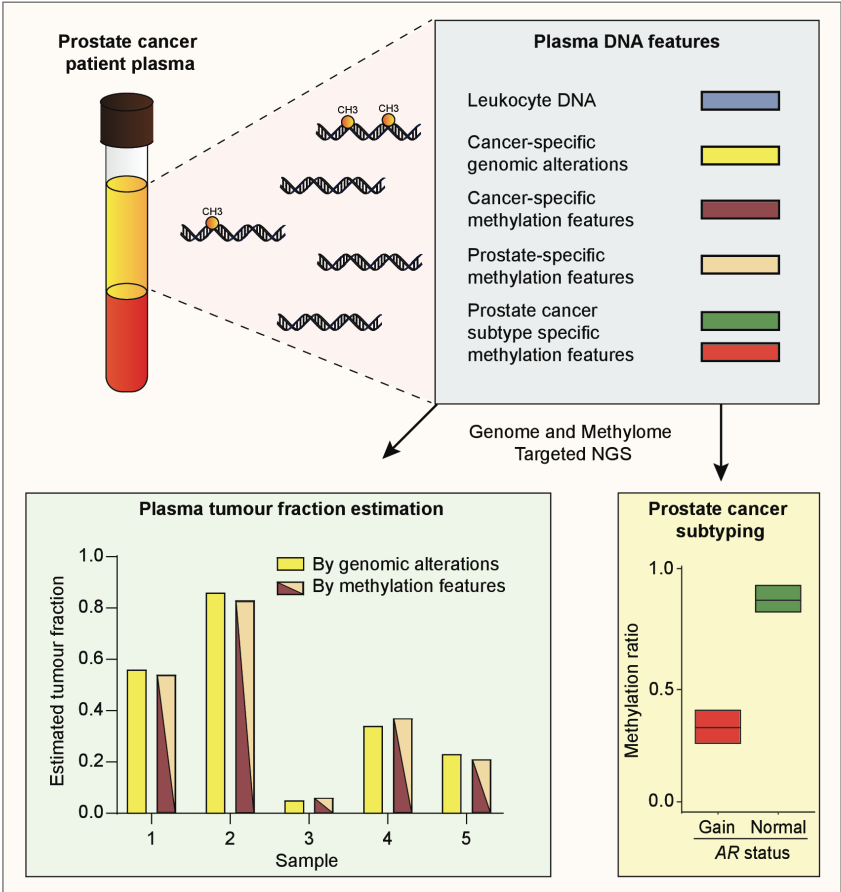 Prostate cancer
patient plasma
CH3 CH3
CH3
Plasma DNA features
Leukocyte DNA
Cancer-specific
genomic alterations
Cancer-specific
methylation features
Prostate-specific
methylation features
Prostate cancer
subtype specific
methylation features
Genome and Methylome
Targeted NGS
Plasma tumour fraction estimation
By genomic alterations
By methylation features
Estimated tumour fraction
1.0
0.8
0.6
0.4
0.2
0.0
1 2 3 4 5
Sample
Prostate cancer
subtyping
Methylation ratio
1.0
0.5
0.0
Gain Normal
AR status